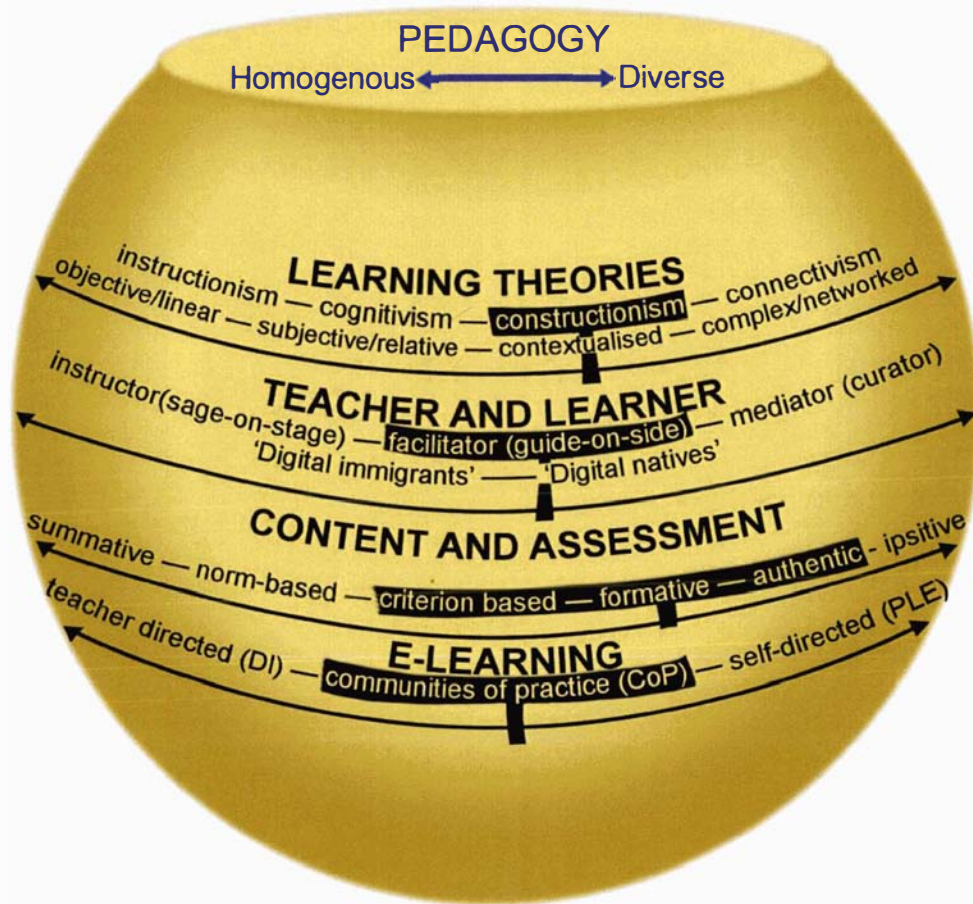 PEDAGOGY
Homogenous Diverse
LEARNING THEORIES
instructionism — cognitivism — constructionism — connectivism
objective/linear — subjective/relative — contextualised — complex/networked
TEACHER AND LEARNER
instructor(sage-on-stage) — facilitator (guide-on-side) — mediator (curator)
'Digital immigrants' — 'Digital natives'
CONTENT AND ASSESSMENT
summative — norm-based — criterion based — formative — authentic - ipsitive
E-LEARNING
teacher directed (DI) — communities of practice (CoP) — self-directed (PLE)